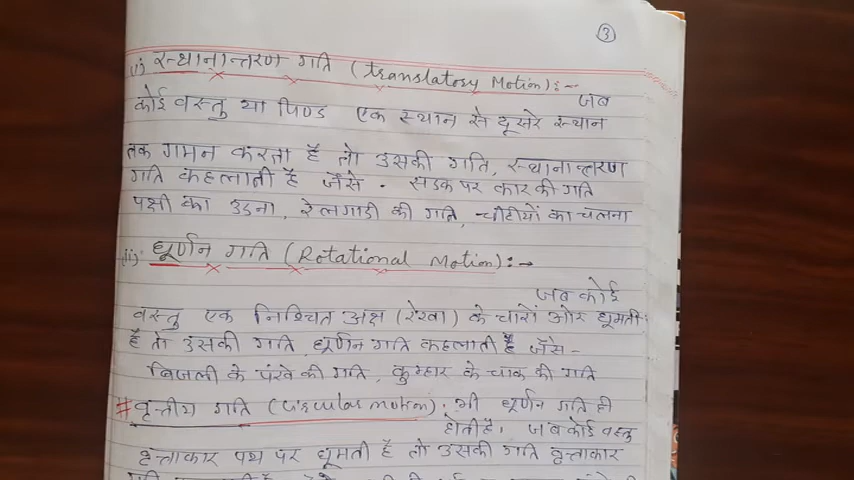 3
(i) स्थानान्तरण गति (Translatory Motion) :-
जब
कोई वस्तु या पिण्ड एक स्थान से दूसरे स्थान
तक गमन करता है तो उसकी गति, स्थानान्तरण
गति कहलाती है जैसे - सडक पर कार की गति
पक्षी का उडना, रेलगाडी की गति, चीटीयों का चलना
(ii) घूर्णन गति (Rotational Motion) :→
जब कोई
वस्तु एक निश्चित अक्ष (रेखा) के चारों ओर घूमती
है तो उसकी गति, घूर्णन गति कहलाती है जैसे -
बिजली के पंखे की गति, कुम्हार के चाक की गति
# वृत्तीय गति (Circular motion) : भी घूर्णन गति ही
होती है। जब कोई वस्तु
वृत्ताकार पथ पर घूमती है तो उसकी गति वृत्ताकार